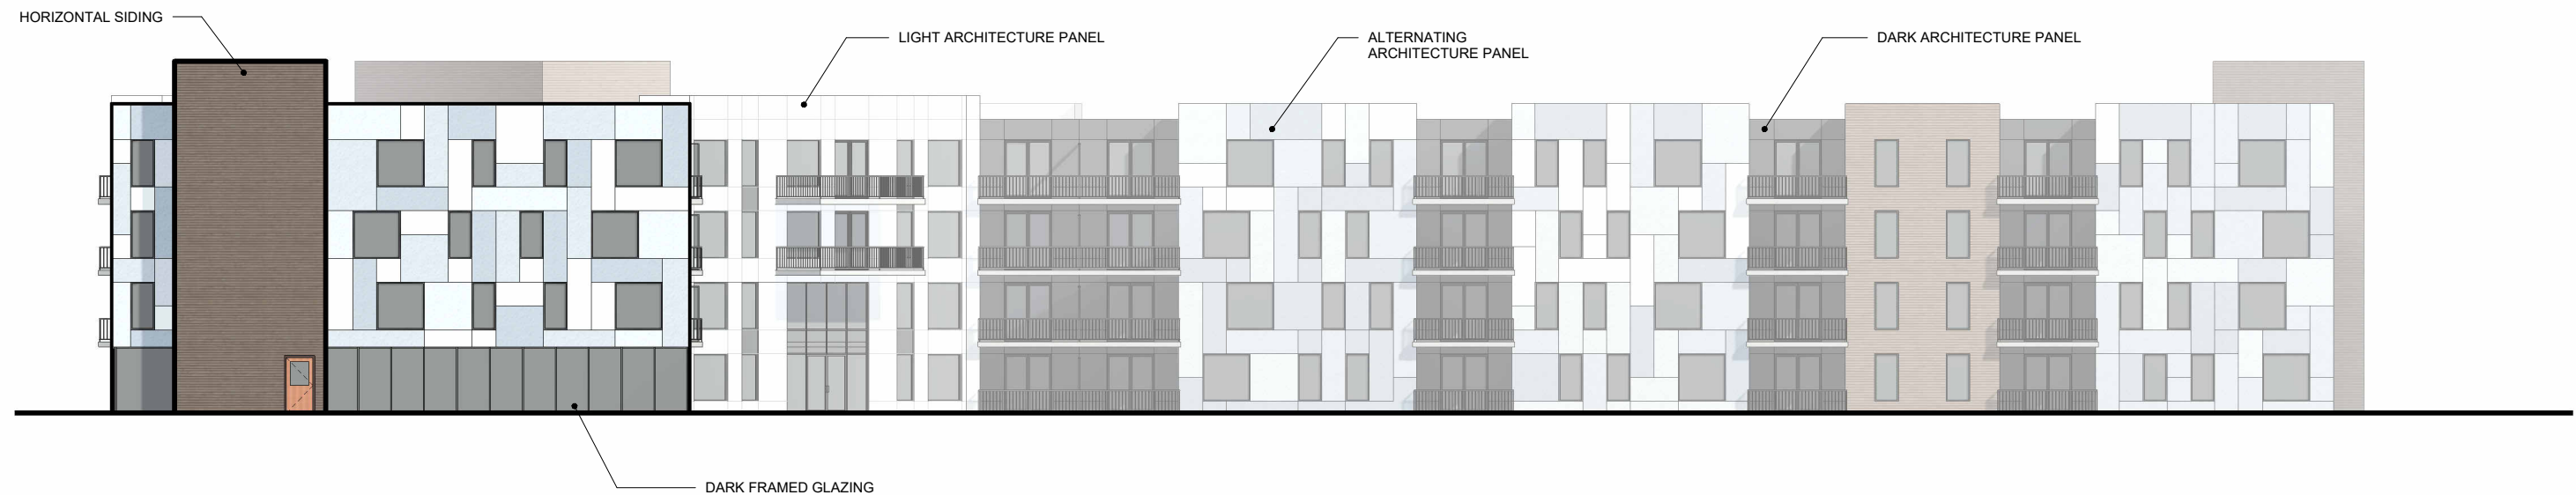 HORIZONTAL SIDING
LIGHT ARCHITECTURE PANEL
ALTERNATING
ARCHITECTURE PANEL
DARK ARCHITECTURE PANEL
DARK FRAMED GLAZING